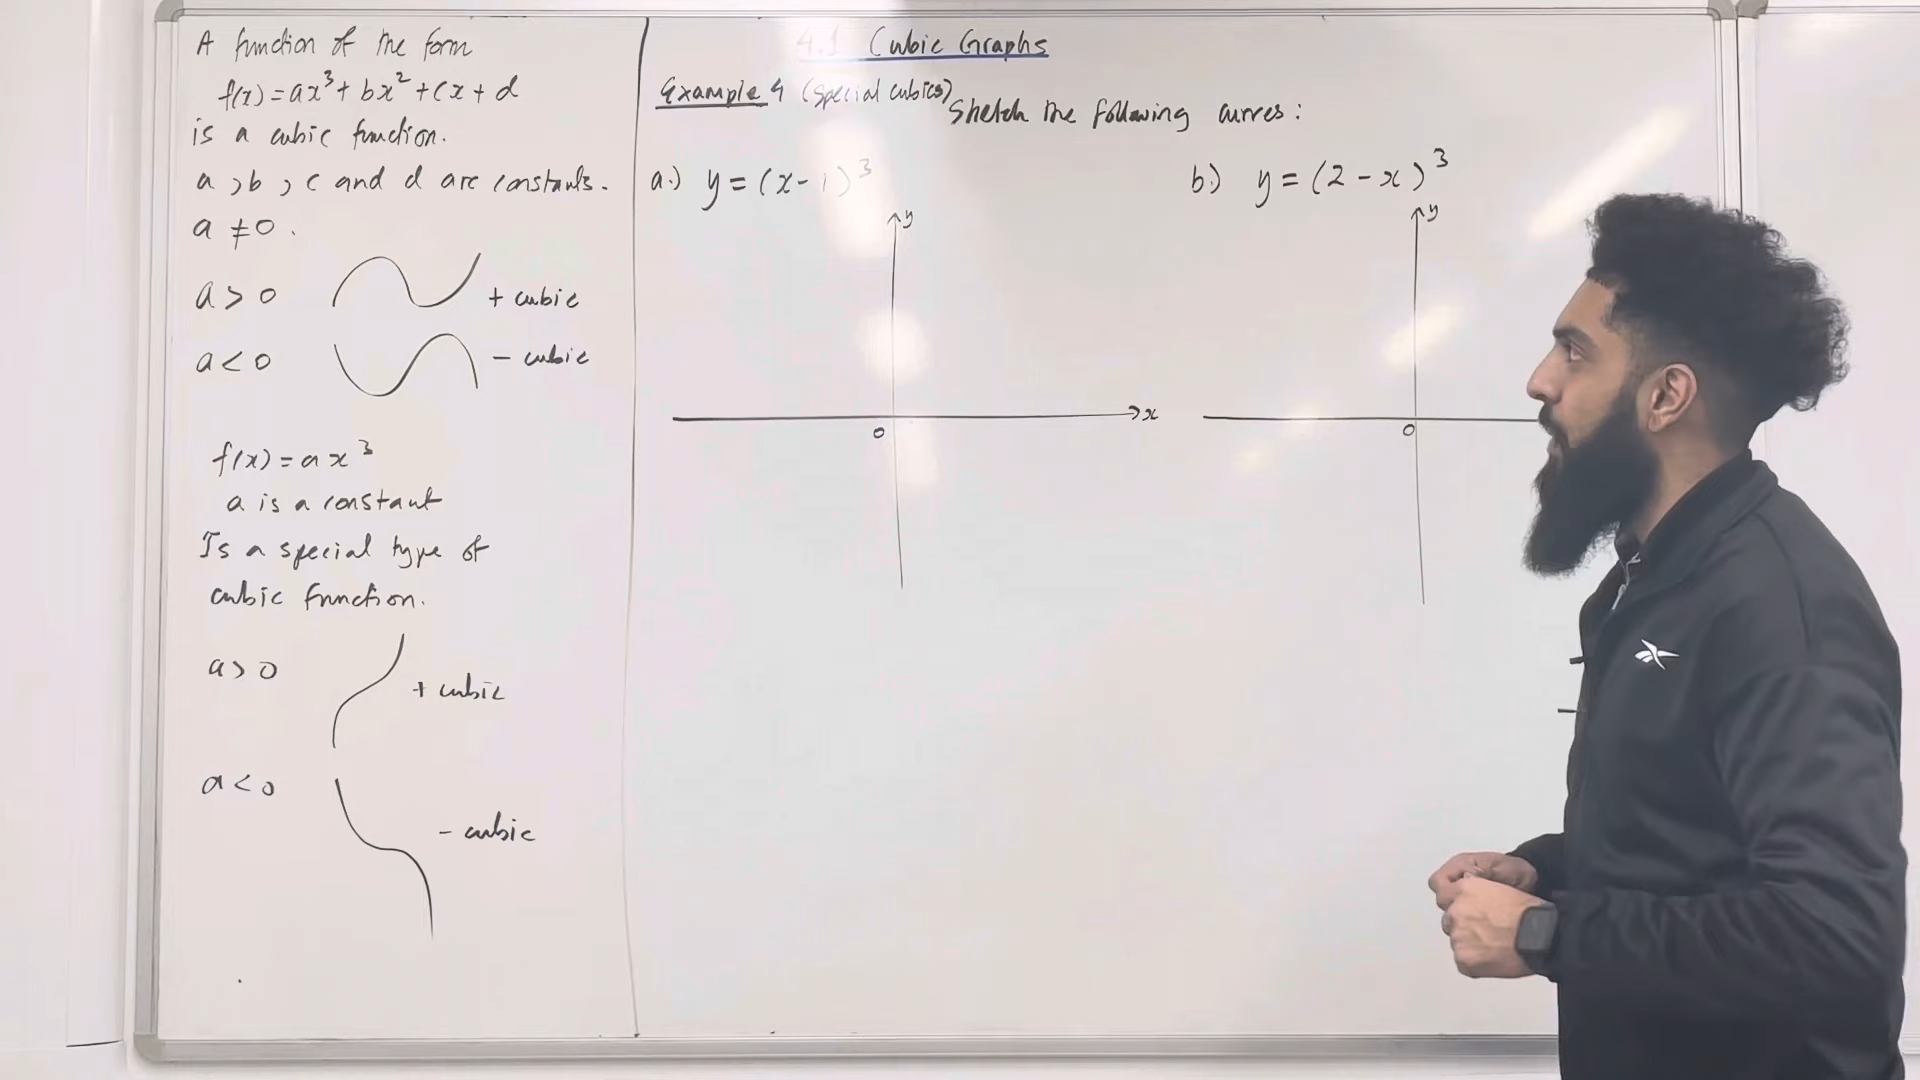 A function of the form
f(x) = ax³ + bx² + cx + d
is a cubic function.
a, b, c and d are constants.
a ≠ 0.
a > 0
+ cubic
a < 0
- cubic
f(x) = ax³
a is a constant
Is a special type of
cubic function.
a > 0
+ cubic
a < 0
- cubic
4.1 Cubic Graphs
Example 4 (special cubics) Sketch the following curves:
a.) y = (x - 1)³
y
x
0
b.) y = (2 - x)³
y
0